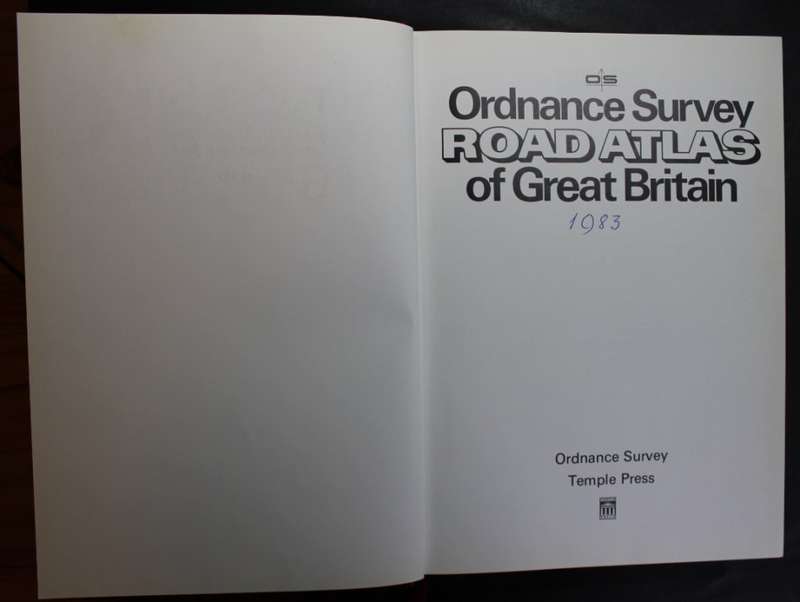 OS
Ordnance Survey
ROAD ATLAS
of Great Britain
1983
Ordnance Survey
Temple Press